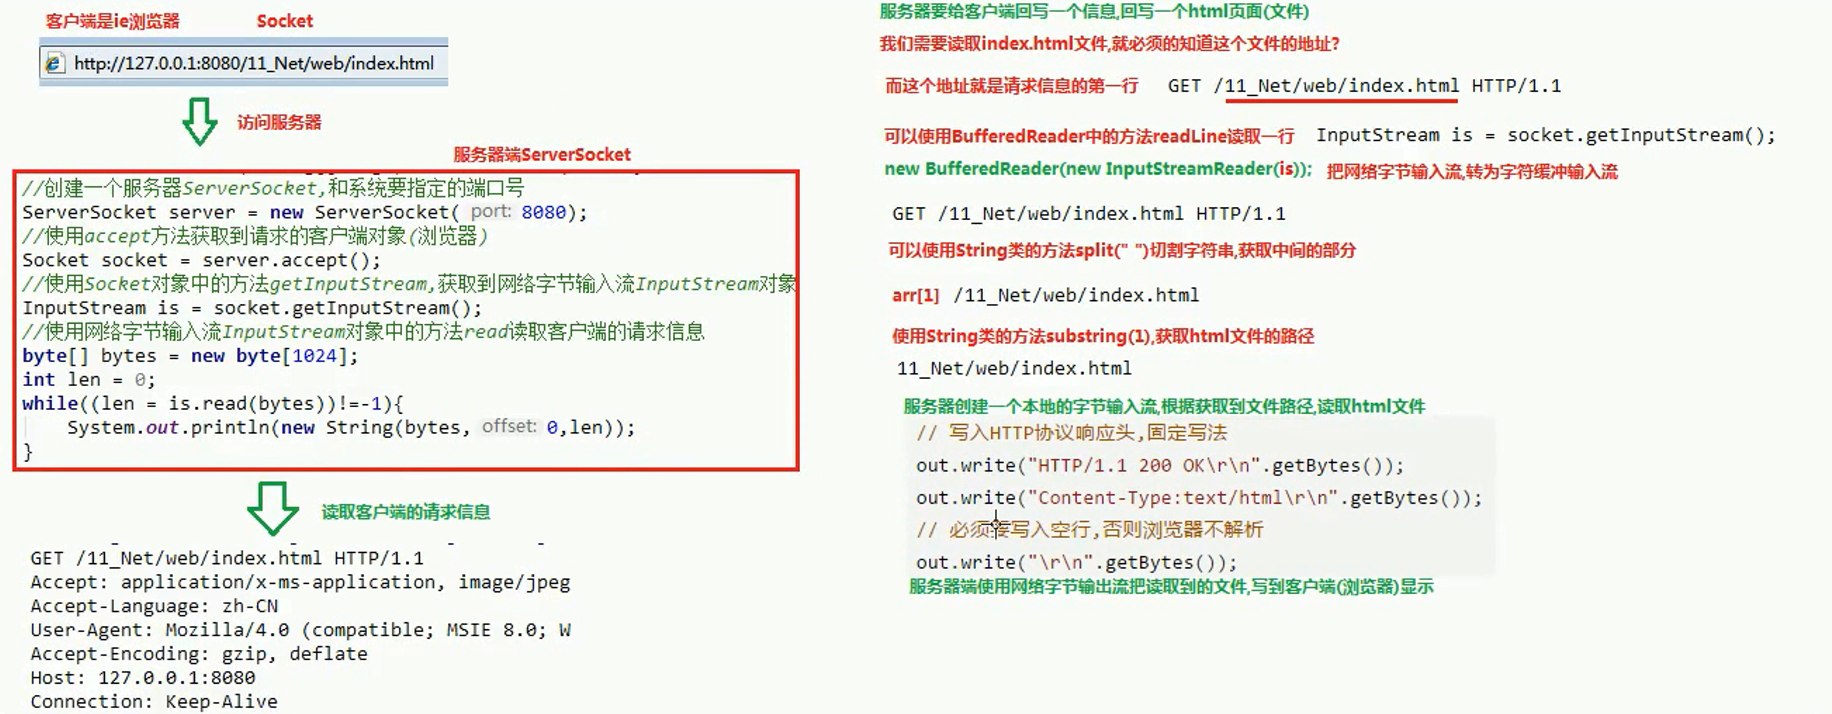 客户端是ie浏览器 Socket
http://127.0.0.1:8080/11_Net/web/index.html
访问服务器
服务器端ServerSocket
//创建一个服务器ServerSocket,和系统要指定的端口号
ServerSocket server = new ServerSocket( port: 8080);
//使用accept方法获取到请求的客户端对象(浏览器)
Socket socket = server.accept();
//使用Socket对象中的方法getInputStream,获取到网络字节输入流InputStream对象
InputStream is = socket.getInputStream();
//使用网络字节输入流InputStream对象中的方法read读取客户端的请求信息
byte[] bytes = new byte[1024];
int len = 0;
while((len = is.read(bytes))!=-1){
System.out.println(new String(bytes, offset: 0,len));
}
读取客户端的请求信息
GET /11_Net/web/index.html HTTP/1.1
Accept: application/x-ms-application, image/jpeg
Accept-Language: zh-CN
User-Agent: Mozilla/4.0 (compatible; MSIE 8.0; W
Accept-Encoding: gzip, deflate
Host: 127.0.0.1:8080
Connection: Keep-Alive
服务器要给客户端回写一个信息,回写一个html页面(文件)
我们需要读取index.html文件,就必须的知道这个文件的地址?
而这个地址就是请求信息的第一行 GET /11_Net/web/index.html HTTP/1.1
可以使用BufferedReader中的方法readLine读取一行 InputStream is = socket.getInputStream();
new BufferedReader(new InputStreamReader(is)); 把网络字节输入流,转为字符缓冲输入流
GET /11_Net/web/index.html HTTP/1.1
可以使用String类的方法split(" ")切割字符串,获取中间的部分
arr[1] /11_Net/web/index.html
使用String类的方法substring(1),获取html文件的路径
11_Net/web/index.html
服务器创建一个本地的字节输入流,根据获取到文件路径,读取html文件
// 写入HTTP协议响应头,固定写法
out.write("HTTP/1.1 200 OK\r\n".getBytes());
out.write("Content-Type:text/html\r\n".getBytes());
// 必须要写入空行,否则浏览器不解析
out.write("\r\n".getBytes());
服务器端使用网络字节输出流把读取到的文件,写到客户端(浏览器)显示